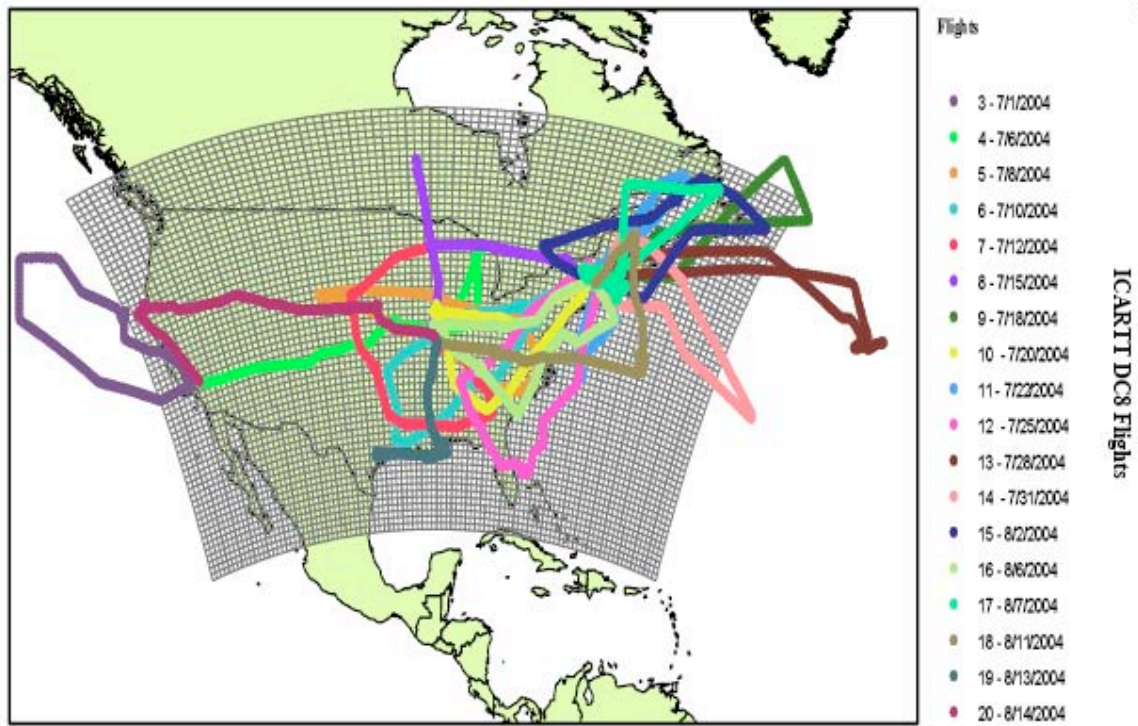 Flights
3 - 7/1/2004
4 - 7/6/2004
5 - 7/8/2004
6 - 7/10/2004
7 - 7/12/2004
8 - 7/15/2004
9 - 7/18/2004
10 - 7/20/2004
11 - 7/22/2004
12 - 7/25/2004
13 - 7/28/2004
14 - 7/31/2004
15 - 8/2/2004
16 - 8/6/2004
17 - 8/7/2004
18 - 8/11/2004
19 - 8/13/2004
20 - 8/14/2004
ICARTT DC8 Flights